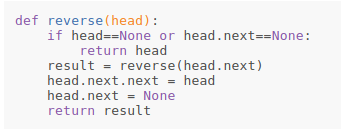 def reverse(head):
    if head==None or head.next==None:
        return head
    result = reverse(head.next)
    head.next.next = head
    head.next = None
    return result